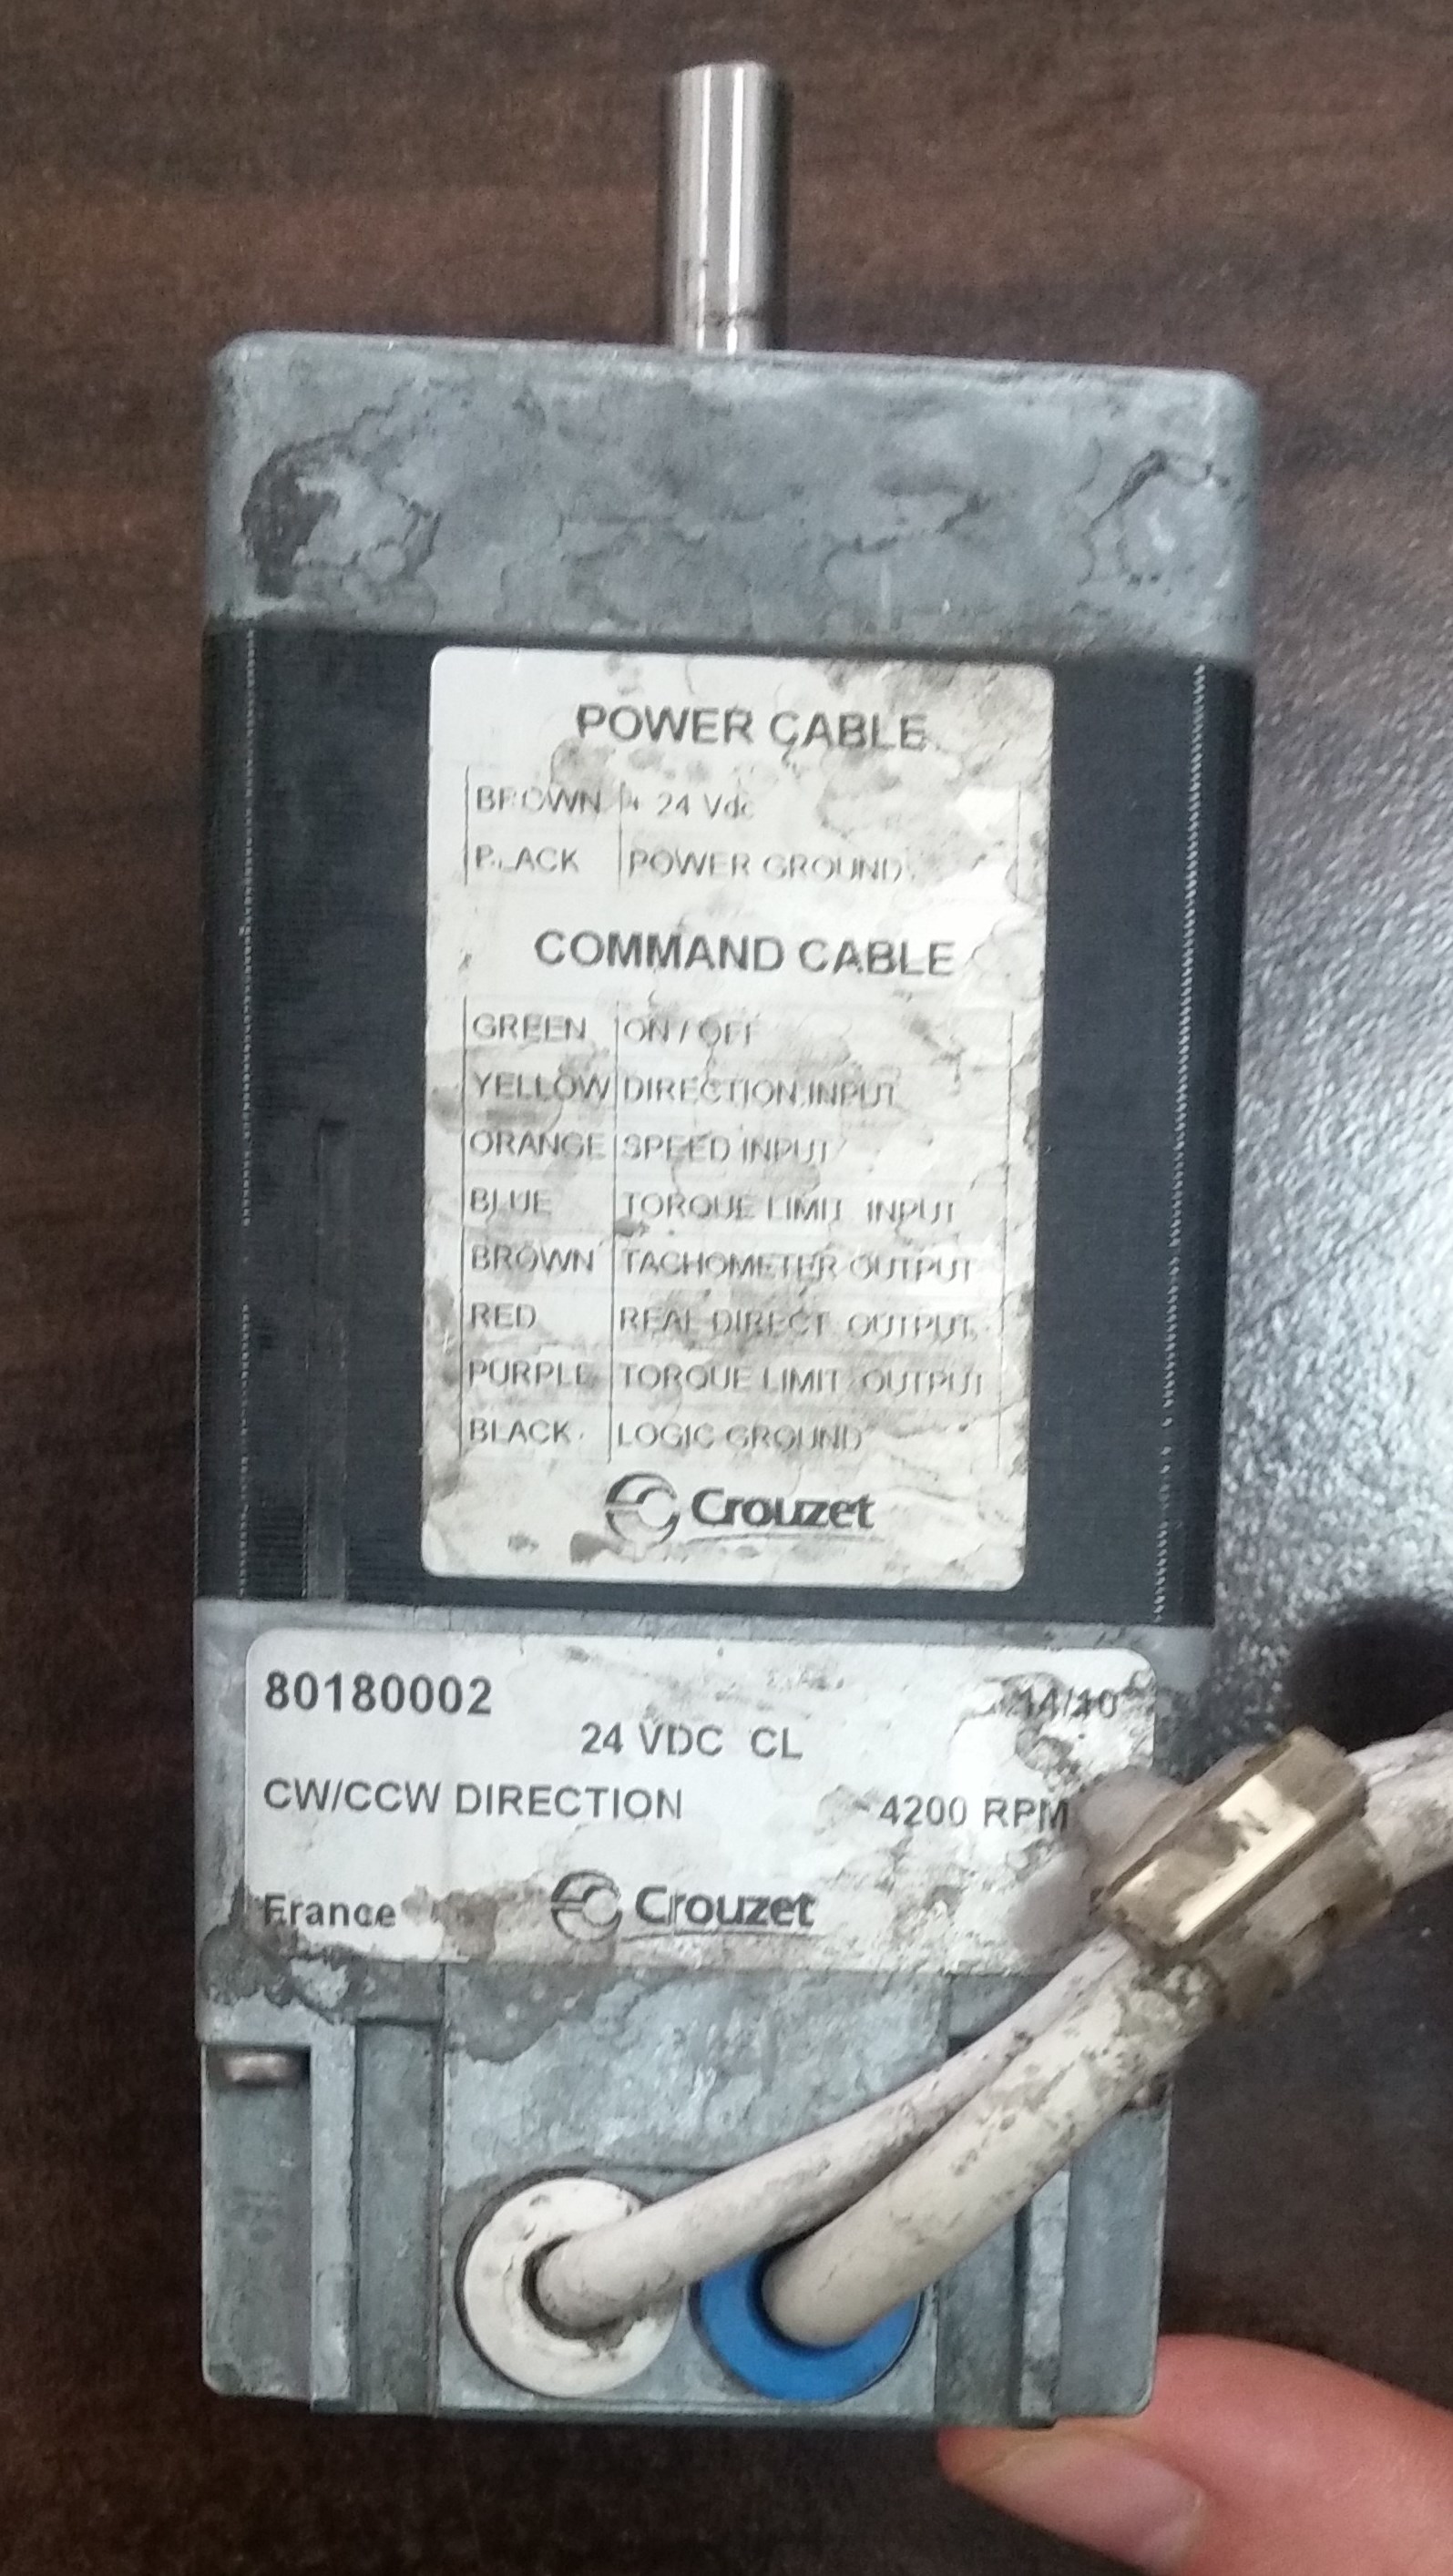 POWER CABLE
BROWN + 24 Vdc
BLACK POWER GROUND
COMMAND CABLE
GREEN ON / OFF
YELLOW DIRECTION INPUT
ORANGE SPEED INPUT
BLUE TORQUE LIMIT INPUT
BROWN TACHOMETER OUTPUT
RED REAL DIRECT OUTPUT
PURPLE TORQUE LIMIT OUTPUT
BLACK LOGIC GROUND
Crouzet
80180002 14/10
24 VDC CL
CW/CCW DIRECTION 4200 RPM
France Crouzet